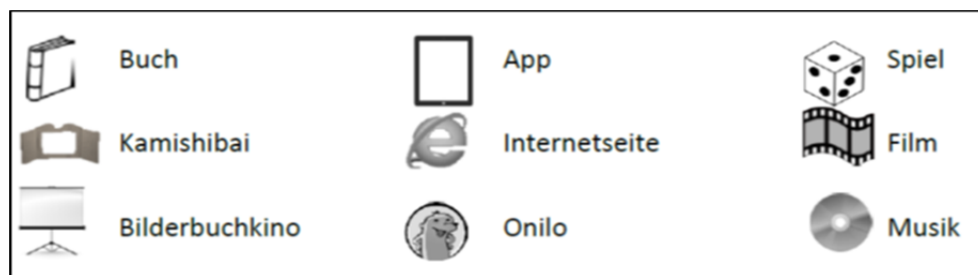 Buch App Spiel
Kamishibai Internetseite Film
Bilderbuchkino Onilo Musik